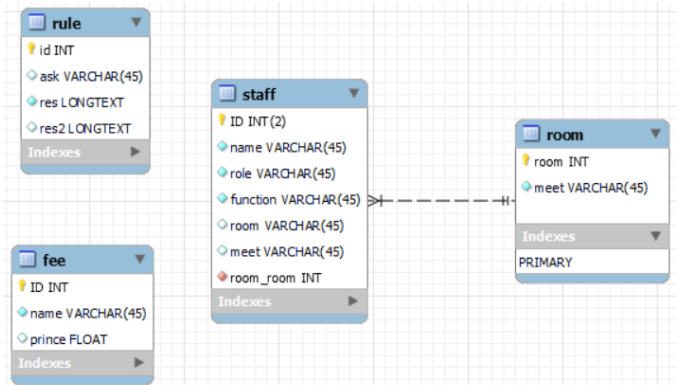 rule
id INT
ask VARCHAR(45)
res LONGTEXT
res2 LONGTEXT
Indexes
fee
ID INT
name VARCHAR(45)
prince FLOAT
Indexes
staff
ID INT(2)
name VARCHAR(45)
role VARCHAR(45)
function VARCHAR(45)
room VARCHAR(45)
meet VARCHAR(45)
room_room INT
Indexes
room
room INT
meet VARCHAR(45)
Indexes
PRIMARY